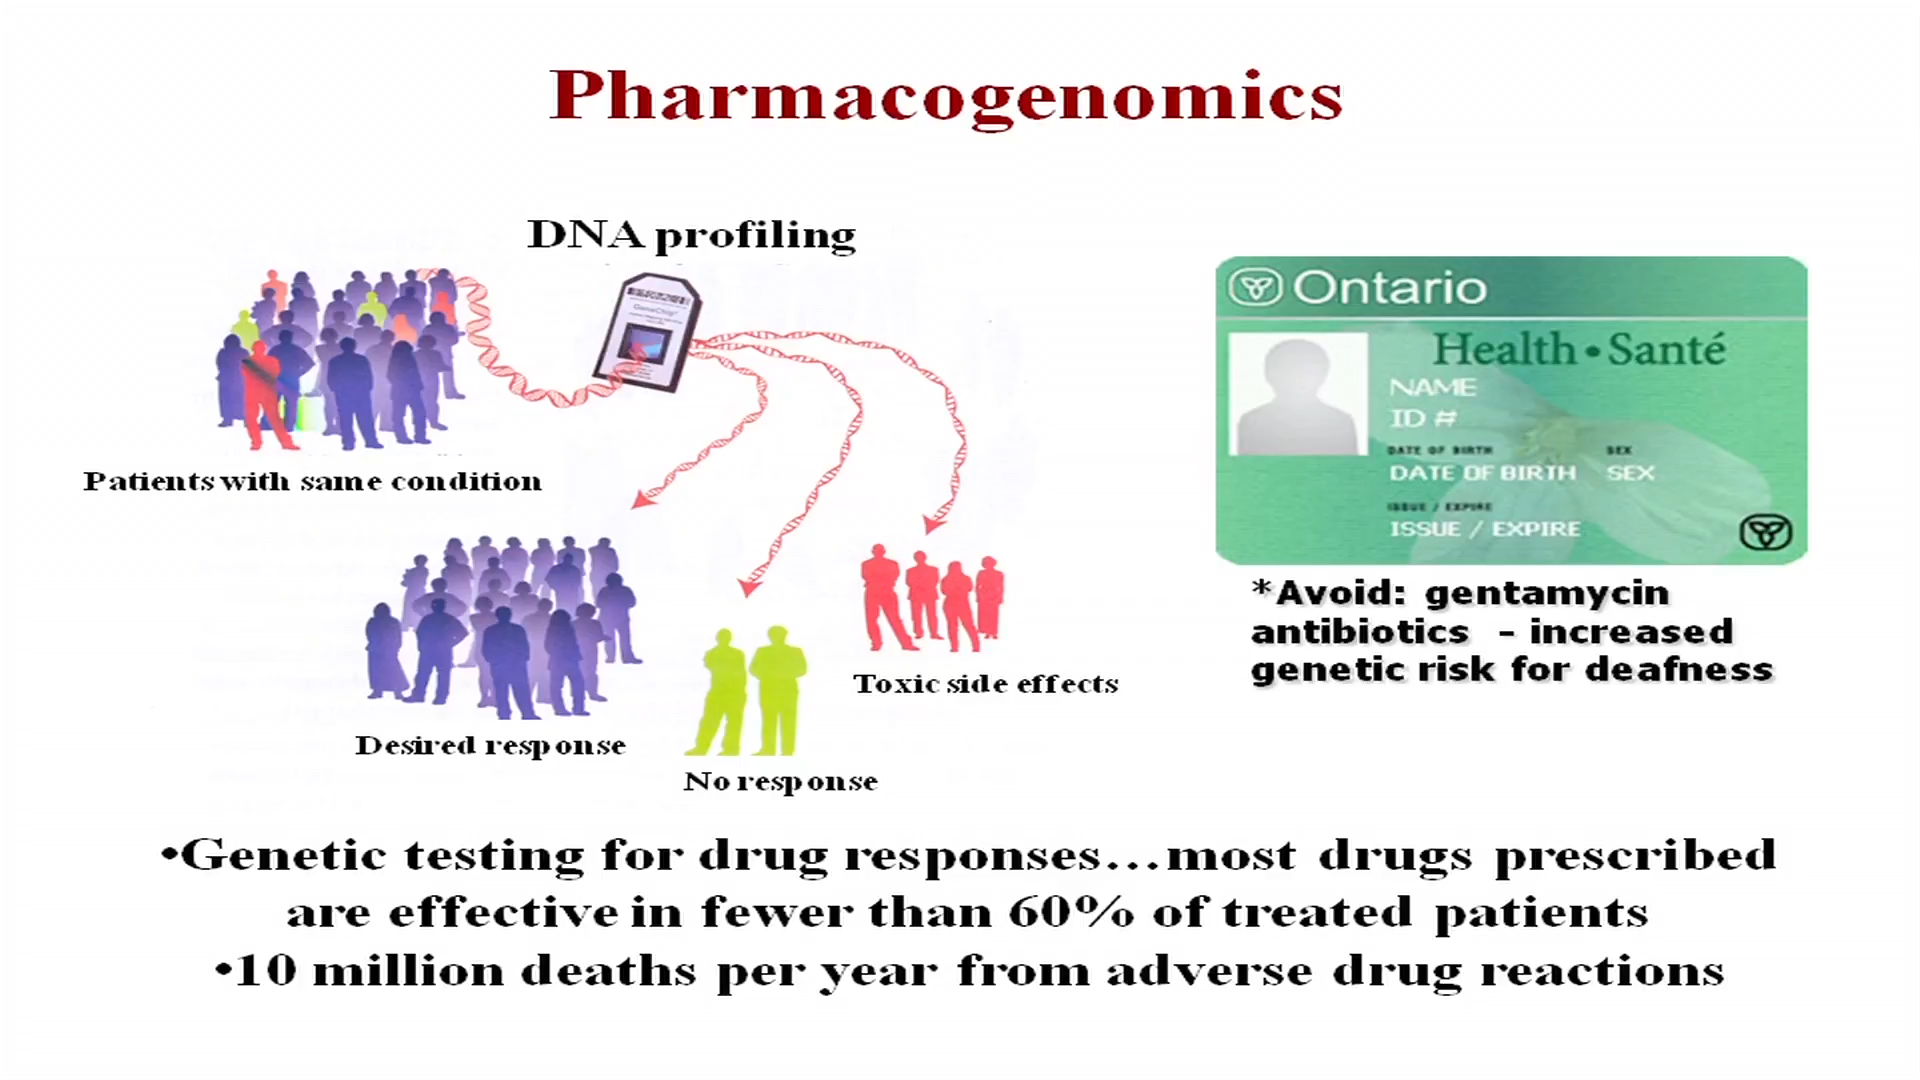 Pharmacogenomics
DNA profiling
GeneChip
Patients with same condition
Desired response
No response
Toxic side effects
Ontario
Health • Santé
NAME
ID #
DATE OF BIRTH SEX
DATE OF BIRTH SEX
ISSUE / EXPIRE
ISSUE / EXPIRE
*Avoid: gentamycin
antibiotics - increased
genetic risk for deafness
•Genetic testing for drug responses...most drugs prescribed
are effective in fewer than 60% of treated patients
•10 million deaths per year from adverse drug reactions